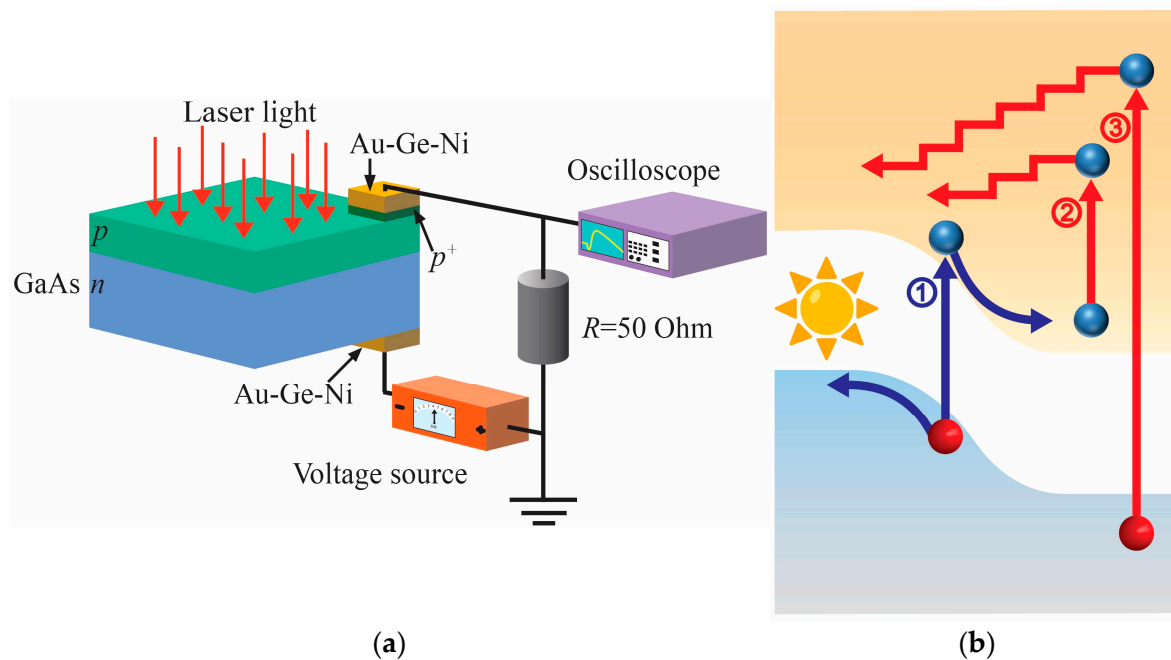 Laser light
Au-Ge-Ni
Oscilloscope
p
p+
GaAs n
R=50 Ohm
Au-Ge-Ni
- +
Voltage source
①
②
③
(a)
(b)